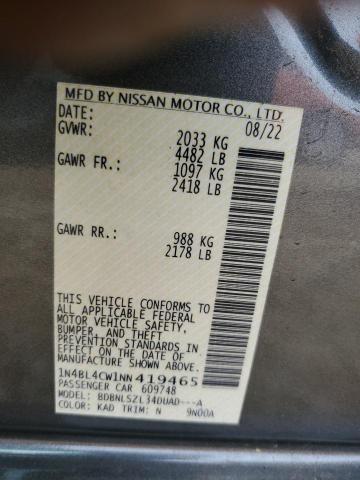 MFD BY NISSAN MOTOR CO., LTD.
DATE: 08/22
GVWR: 2033 KG
4482 LB
GAWR FR.: 1097 KG
2418 LB
GAWR RR.: 988 KG
2178 LB
THIS VEHICLE CONFORMS TO
ALL APPLICABLE FEDERAL
MOTOR VEHICLE SAFETY,
BUMPER, AND THEFT
PREVENTION STANDARDS IN
EFFECT ON THE DATE OF
MANUFACTURE SHOWN ABOVE.
1N4BL4CW1NN419465
PASSENGER CAR 609748
MODEL: BDBNLSZL34DUAD---A
COLOR: KAD TRIM: N 9N00A